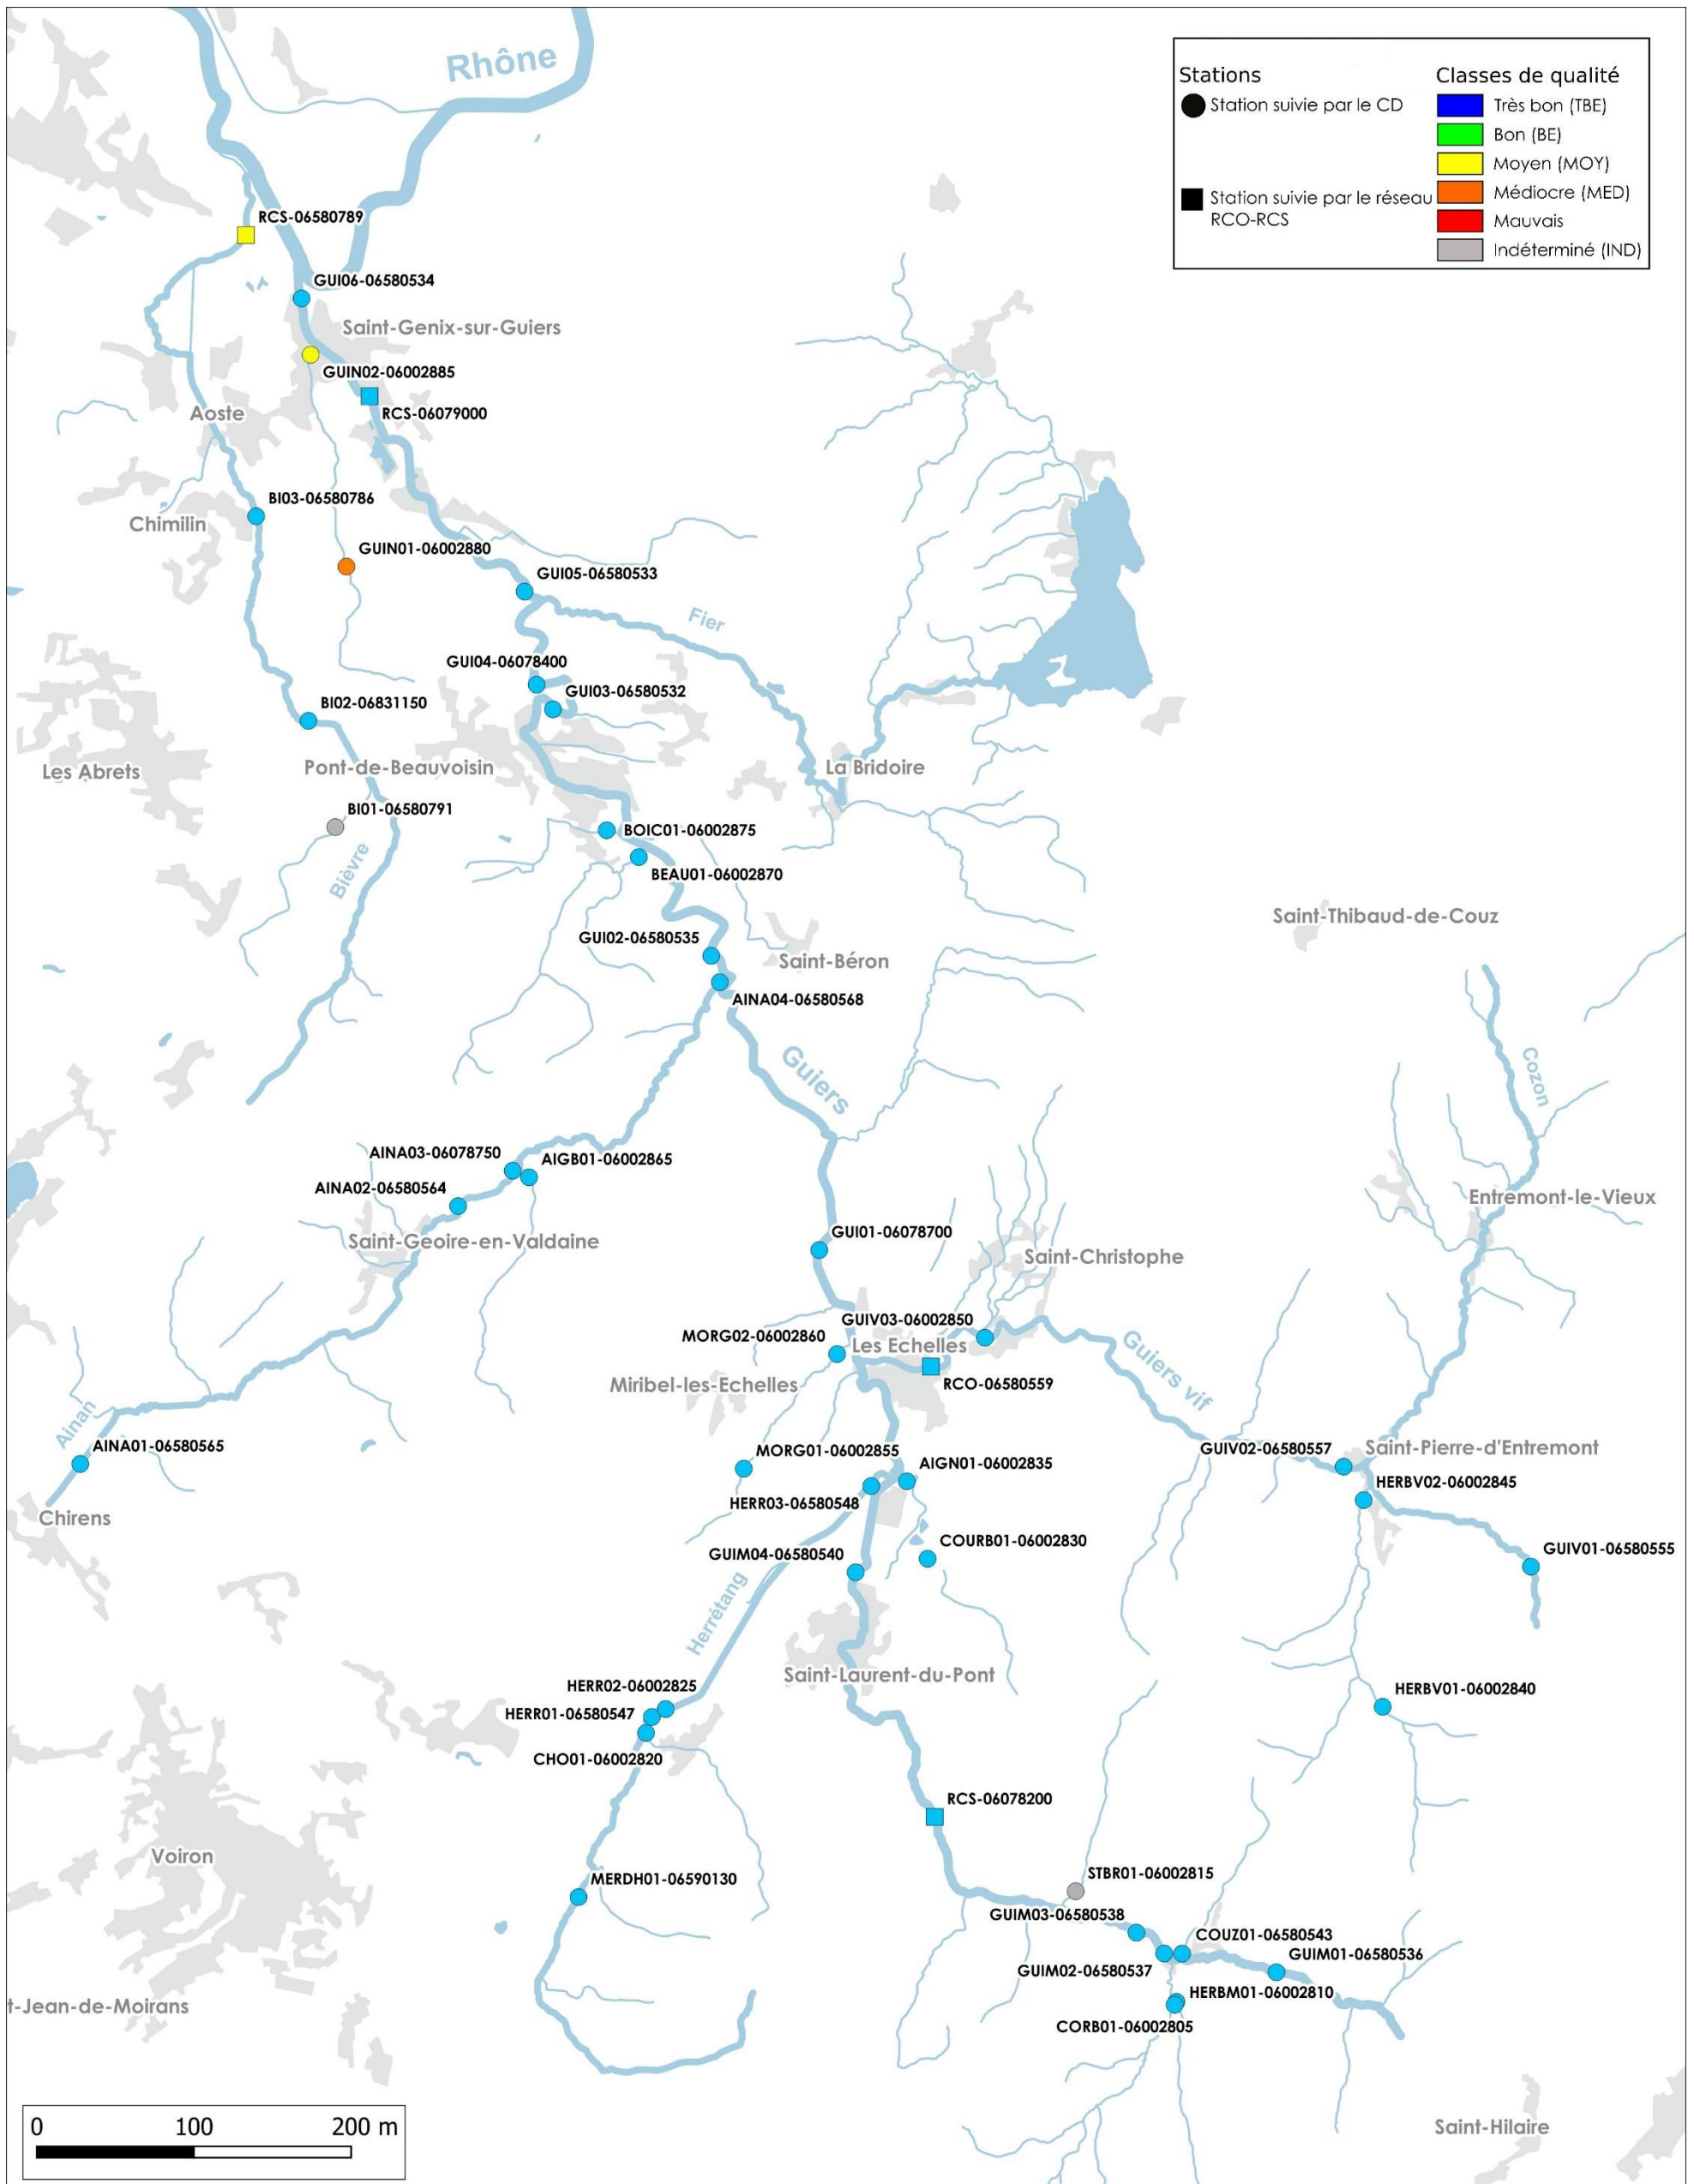 Rhône
Stations
Station suivie par le CD
Station suivie par le réseau
RCO-RCS
Classes de qualité
Très bon (TBE)
Bon (BE)
Moyen (MOY)
Médiocre (MED)
Mauvais
Indéterminé (IND)
RCS-06580789
GUI06-06580534
Saint-Genix-sur-Guiers
GUIN02-06002885
RCS-06079000
Aoste
BI03-06580786
Chimilin
GUIN01-06002880
GUI05-06580533
Fier
GUI04-06078400
GUI03-06580532
BI02-06831150
Les Abrets
Pont-de-Beauvoisin
La Bridoire
BI01-06580791
BOIC01-06002875
Bièvre
BEAU01-06002870
Saint-Thibaud-de-Couz
GUI02-06580535
Saint-Béron
AINA04-06580568
Guiers
Cozon
AINA03-06078750
AIGB01-06002865
AINA02-06580564
Entremont-le-Vieux
Saint-Geoire-en-Valdaine
GUI01-06078700
Saint-Christophe
GUIV03-06002850
MORG02-06002860
Les Echelles
Guiers vif
Miribel-les-Echelles
RCO-06580559
Ainan
AINA01-06580565
MORG01-06002855
GUIV02-06580557
Saint-Pierre-d'Entremont
AIGN01-06002835
HERBV02-06002845
HERR03-06580548
Chirens
COURB01-06002830
GUIM04-06580540
GUIV01-06580555
Herrétang
Saint-Laurent-du-Pont
HERR02-06002825
HERBV01-06002840
HERR01-06580547
CHO01-06002820
RCS-06078200
Voiron
STBR01-06002815
MERDH01-06590130
GUIM03-06580538
COUZ01-06580543
GUIM01-06580536
GUIM02-06580537
HERBM01-06002810
t-Jean-de-Moirans
CORB01-06002805
0 100 200 m
Saint-Hilaire